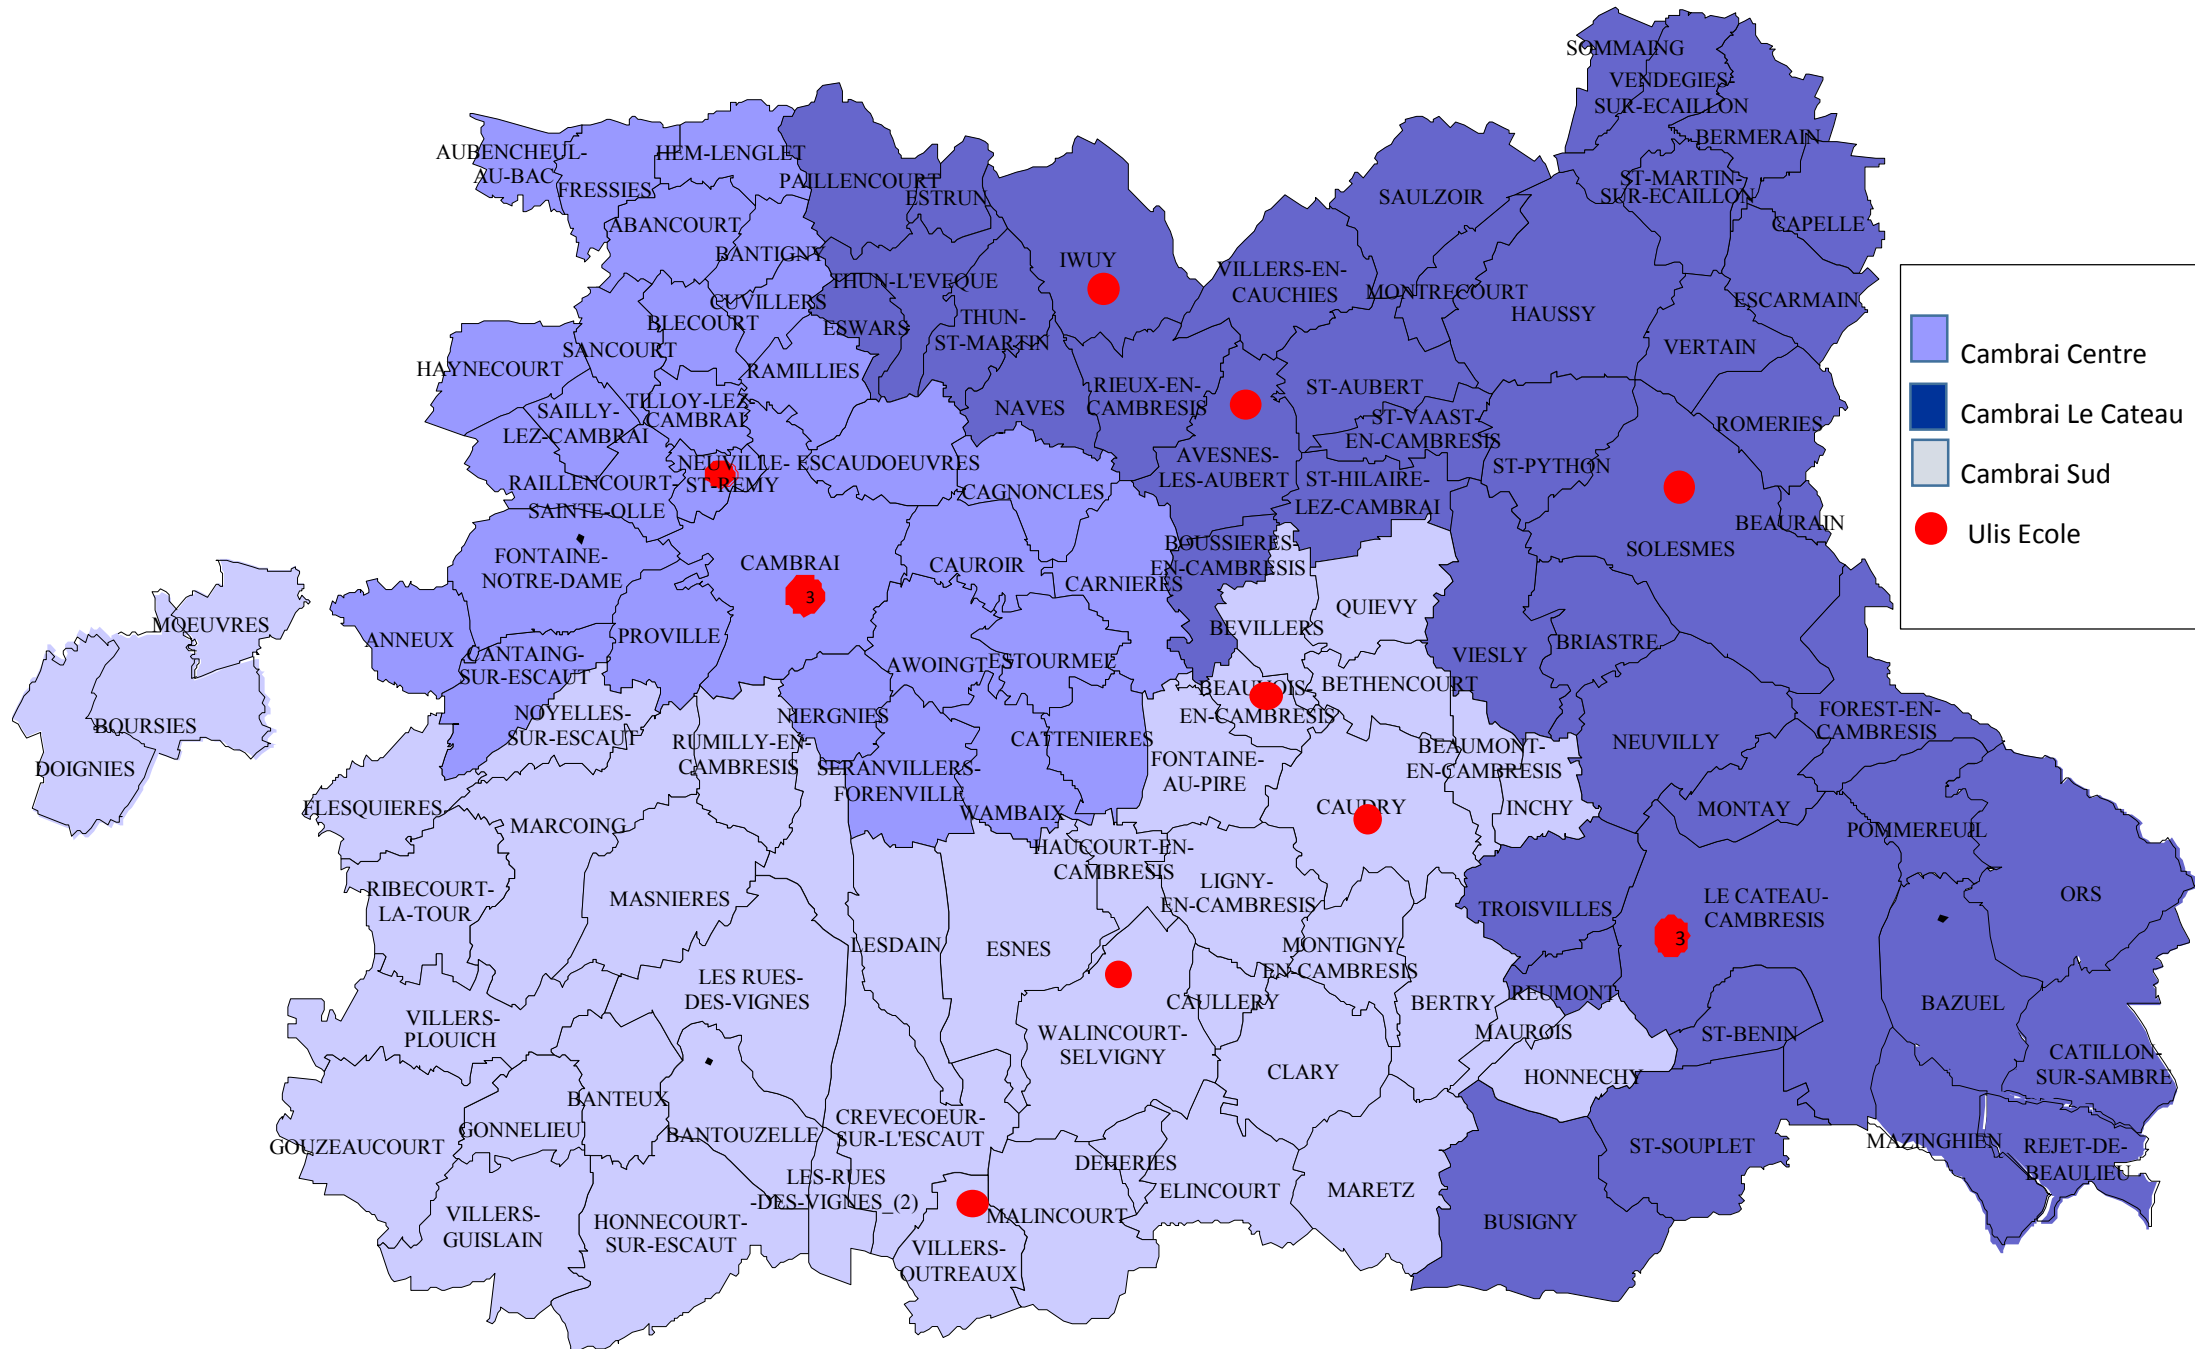 SOMMAING
VENDEGIES-
SUR-ECAILLON
BERMERAIN
ST-MARTIN-
SUR-ECAILLON
CAPELLE
AUBENCHEUL-
AU-BAC
FRESSIES
HEM-LENGLET
PAILLENCOURT
ESTRUN
ABANCOURT
BANTIGNY
IWUY
SAULZOIR
VILLERS-EN-
CAUCHIES
MONTRECOURT
HAUSSY
ESCARMAIN
VERTAIN
THUN-L'EVEQUE
CUVILLERS
BLECOURT
ESWARS
THUN-
ST-MARTIN
SANCOURT
HAYNECOURT
RAMILLIES
TILLOY-LEZ-
CAMBRAI
SAILLY-
LEZ-CAMBRAI
NAVES
RIEUX-EN-
CAMBRESIS
ST-AUBERT
ST-VAAST-
EN-CAMBRESIS
ROMERIES
NEUVILLE-
ST-REMY
ESCAUDOEUVRES
AVESNES-
LES-AUBERT
ST-HILAIRE-
LEZ-CAMBRAI
ST-PYTHON
RAILLENCOURT-
SAINTE-OLLE
CAGNONCLES
BEAURAIN
SOLESMES
FONTAINE-
NOTRE-DAME
CAMBRAI
3
CAUROIR
CARNIERES
BOUSSIERES-
EN-CAMBRESIS
QUIEVY
BEVILLERS
MOEUVRES
ANNEUX
PROVILLE
CANTAING-
SUR-ESCAUT
AWOINGT
ESTOURMEL
VIESLY
BRIASTRE
BETHENCOURT
BEAUVOIS-
EN-CAMBRESIS
BOURSIES
DOIGNIES
NOYELLES-
SUR-ESCAUT
RUMILLY-EN-
CAMBRESIS
NIERGNIES
SERANVILLERS-
FORENVILLE
CATTENIERES
FONTAINE-
AU-PIRE
BEAUMONT-
EN-CAMBRESIS
NEUVILLY
FOREST-EN-
CAMBRESIS
FLESQUIERES
MARCOING
WAMBAIX
CAUDRY
INCHY
MONTAY
POMMEREUIL
HAUCOURT-EN-
CAMBRESIS
RIBECOURT-
LA-TOUR
MASNIERES
LIGNY-
EN-CAMBRESIS
TROISVILLES
LE CATEAU-
CAMBRESIS
3
ORS
LESDAIN
ESNES
MONTIGNY-
EN-CAMBRESIS
LES RUES-
DES-VIGNES
CAULLERY
BERTRY
REUMONT
BAZUEL
VILLERS-
PLOUICH
WALINCOURT-
SELVIGNY
MAUROIS
ST-BENIN
CATILLON-
SUR-SAMBRE
CLARY
HONNECHY
BANTEUX
GONNELIEU
GOUZEAUCOURT
BANTOUZELLE
CREVECOEUR-
SUR-L'ESCAUT
DEHERIES
ST-SOUPLET
MAZINGHIEN
REJET-DE-
BEAULIEU
LES-RUES
-DES-VIGNES_(2)
ELINCOURT
MARETZ
MALINCOURT
BUSIGNY
VILLERS-
GUISLAIN
HONNECOURT-
SUR-ESCAUT
VILLERS-
OUTREAUX
Cambrai Centre
Cambrai Le Cateau
Cambrai Sud
Ulis Ecole